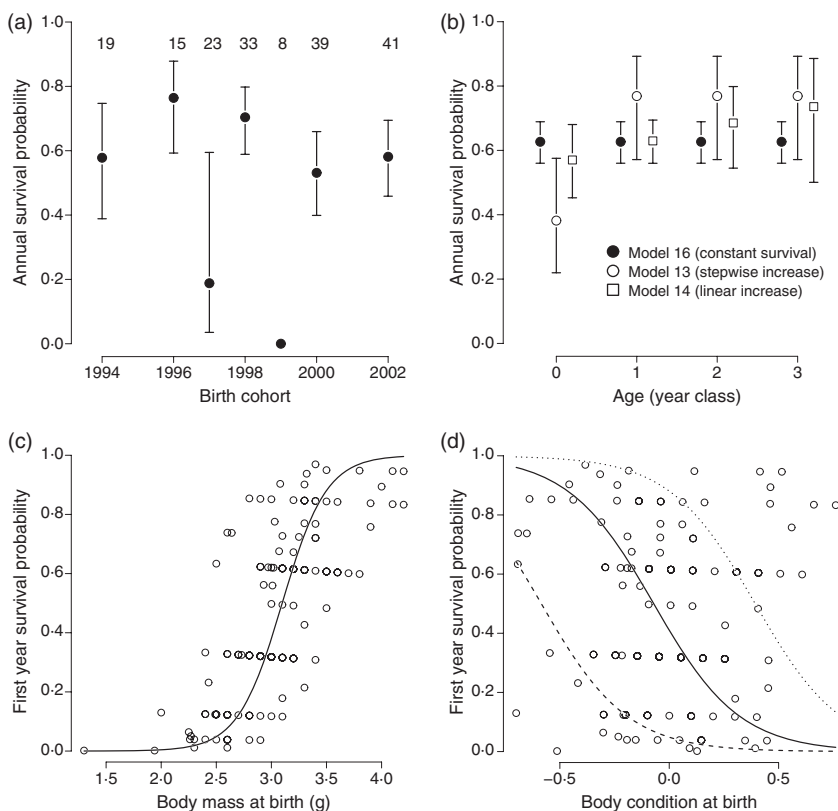 (a)
1·0
0·8
0·6
0·4
0·2
0·0
Annual survival probability
19 15 23 33 8 39 41
1994 1996 1998 2000 2002
Birth cohort
(b)
1·0
0·8
0·6
0·4
0·2
0·0
Annual survival probability
Model 16 (constant survival)
Model 13 (stepwise increase)
Model 14 (linear increase)
0 1 2 3
Age (year class)
(c)
1·0
0·8
0·6
0·4
0·2
0·0
First year survival probability
1·5 2·0 2·5 3·0 3·5 4·0
Body mass at birth (g)
(d)
1·0
0·8
0·6
0·4
0·2
0·0
First year survival probability
−0·5 0·0 0·5
Body condition at birth